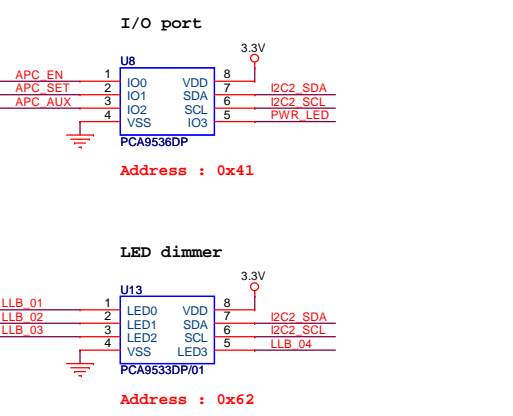 I/O port
3.3V
U8
APC_EN 1 IO0 VDD 8
APC_SET 2 IO1 SDA 7 I2C2_SDA
APC_AUX 3 IO2 SCL 6 I2C2_SCL
4 VSS IO3 5 PWR_LED
PCA9536DP
Address : 0x41
LED dimmer
3.3V
U13
LLB_01 1 LED0 VDD 8
LLB_02 2 LED1 SDA 7 I2C2_SDA
LLB_03 3 LED2 SCL 6 I2C2_SCL
4 VSS LED3 5 LLB_04
PCA9533DP/01
Address : 0x62